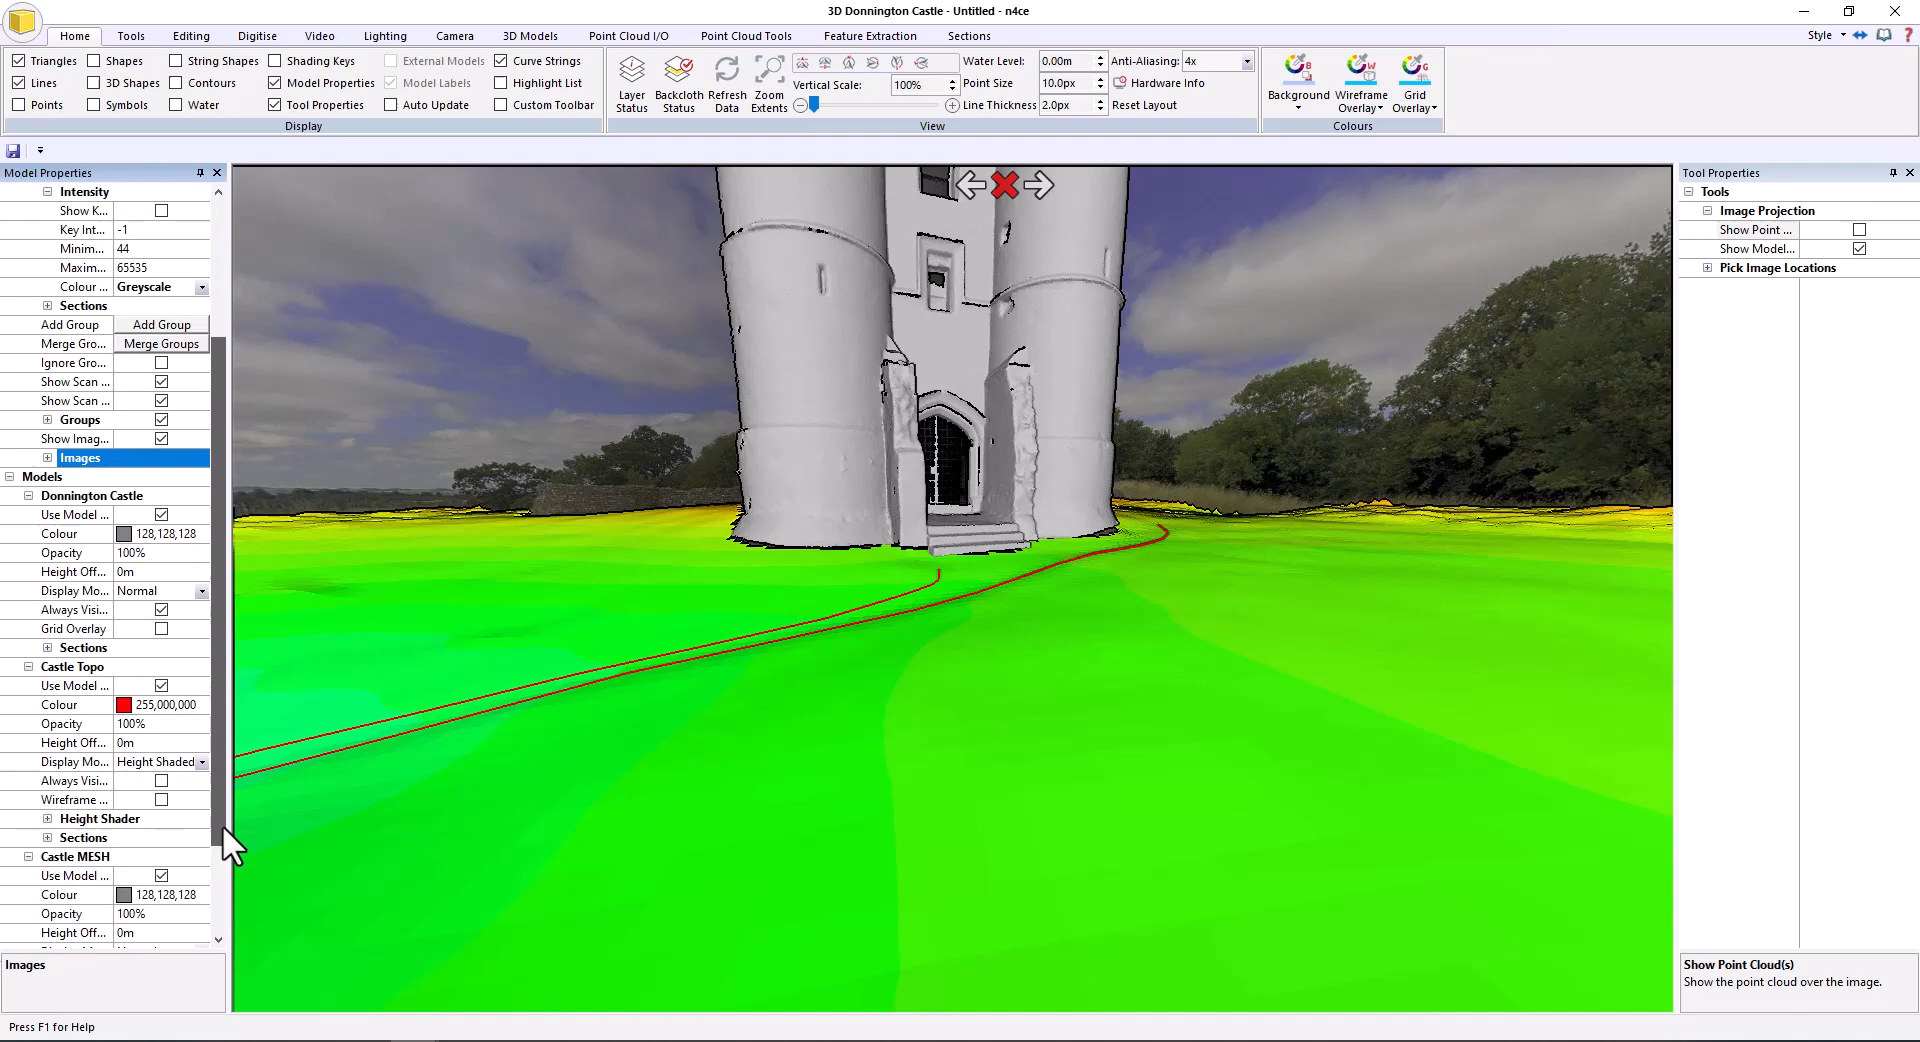 3D Donnington Castle - Untitled - n4ce
Home Tools Editing Digitise Video Lighting Camera 3D Models Point Cloud I/O Point Cloud Tools Feature Extraction Sections Style
Triangles Shapes String Shapes Shading Keys External Models Curve Strings
Lines 3D Shapes Contours Model Properties Model Labels Highlight List
Points Symbols Water Tool Properties Auto Update Custom Toolbar
Display
Layer Status
Backcloth Status
Refresh Data
Zoom Extents
Vertical Scale: 100%
Water Level: 0.00m Anti-Aliasing: 4x
Point Size 10.0px Hardware Info
Line Thickness 2.0px Reset Layout
View
Background
Wireframe Overlay
Grid Overlay
Colours
Model Properties
Intensity
Show K...
Key Int... -1
Minim... 44
Maxim... 65535
Colour ... Greyscale
Sections
Add Group Add Group
Merge Gro... Merge Groups
Ignore Gro...
Show Scan ...
Show Scan ...
Groups
Show Imag...
Images
Models
Donnington Castle
Use Model ...
Colour 128,128,128
Opacity 100%
Height Off... 0m
Display Mo... Normal
Always Visi...
Grid Overlay
Sections
Castle Topo
Use Model ...
Colour 255,000,000
Opacity 100%
Height Off... 0m
Display Mo... Height Shaded
Always Visi...
Wireframe ...
Height Shader
Sections
Castle MESH
Use Model ...
Colour 128,128,128
Opacity 100%
Height Off... 0m
Images
Press F1 for Help
Tool Properties
Tools
Image Projection
Show Point ...
Show Model...
Pick Image Locations
Show Point Cloud(s)
Show the point cloud over the image.